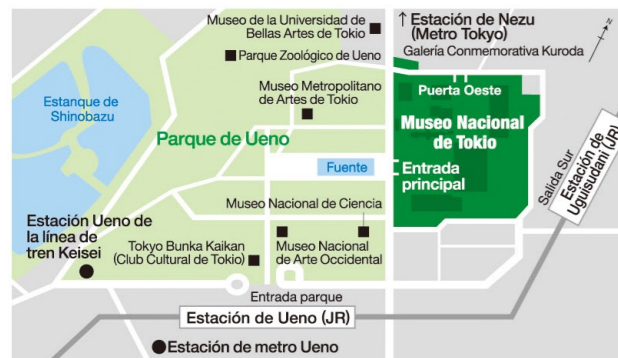 Museo de la Universidad de
Bellas Artes de Tokio
↑ Estación de Nezu
(Metro Tokyo)
Galería Conmemorativa Kuroda
N
Parque Zoológico de Ueno
Estanque de
Shinobazu
Museo Metropolitano
de Artes de Tokio
Puerta Oeste
Parque de Ueno
Museo Nacional
de Tokio
Fuente
Entrada
principal
Salida Sur
Estación de
Uguisudani (JR)
Museo Nacional de Ciencia
Estación Ueno de
la línea de
tren Keisei
Tokyo Bunka Kaikan
(Club Cultural de Tokio)
Museo Nacional
de Arte Occidental
Entrada parque
Estación de Ueno (JR)
Estación de metro Ueno